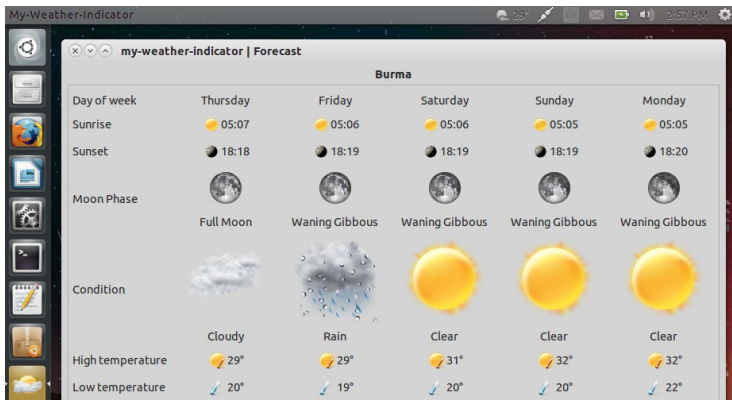 My-Weather-Indicator 29° En 2:57 PM
my-weather-indicator | Forecast
Burma
Day of week Thursday Friday Saturday Sunday Monday
Sunrise 05:07 05:06 05:06 05:05 05:05
Sunset 18:18 18:19 18:19 18:19 18:20
Moon Phase
Full Moon Waning Gibbous Waning Gibbous Waning Gibbous Waning Gibbous
Condition
Cloudy Rain Clear Clear Clear
High temperature 29° 29° 31° 32° 32°
Low temperature 20° 19° 20° 20° 22°